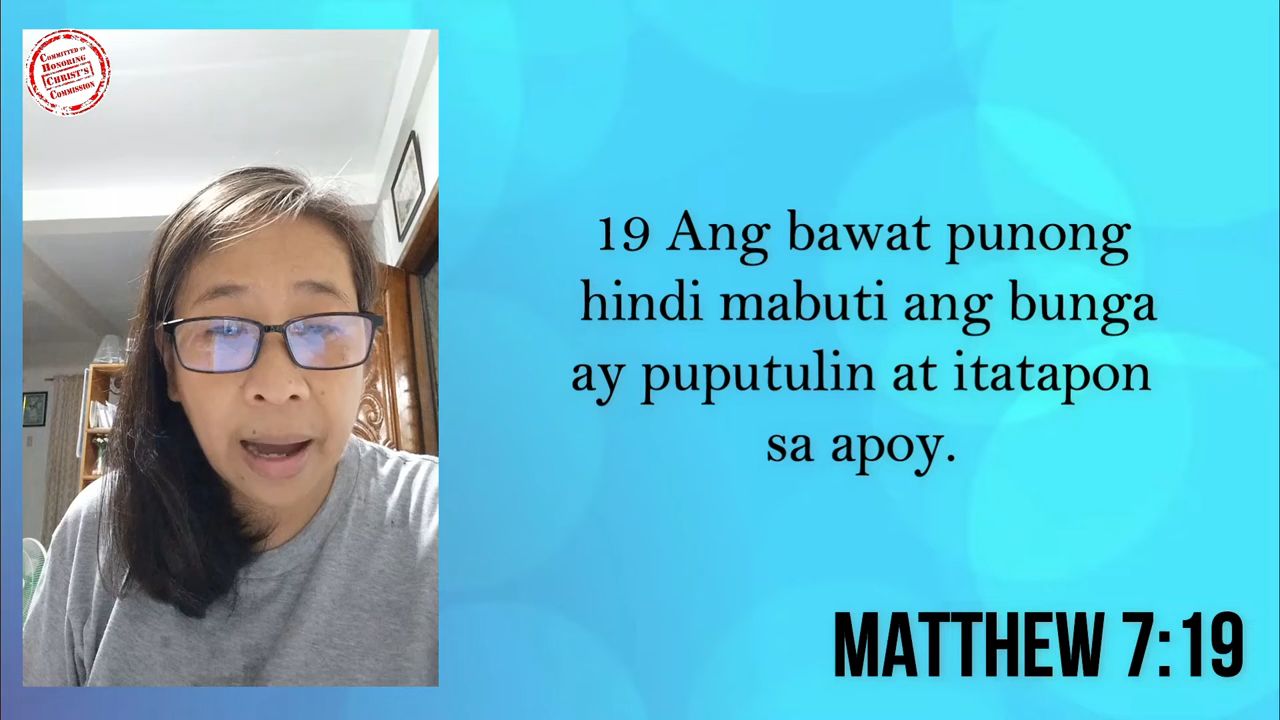 COMMITTED TO
HONORING
CHRIST'S
COMMISSION
19 Ang bawat punong
hindi mabuti ang bunga
ay puputulin at itatapon
sa apoy.
MATTHEW 7:19